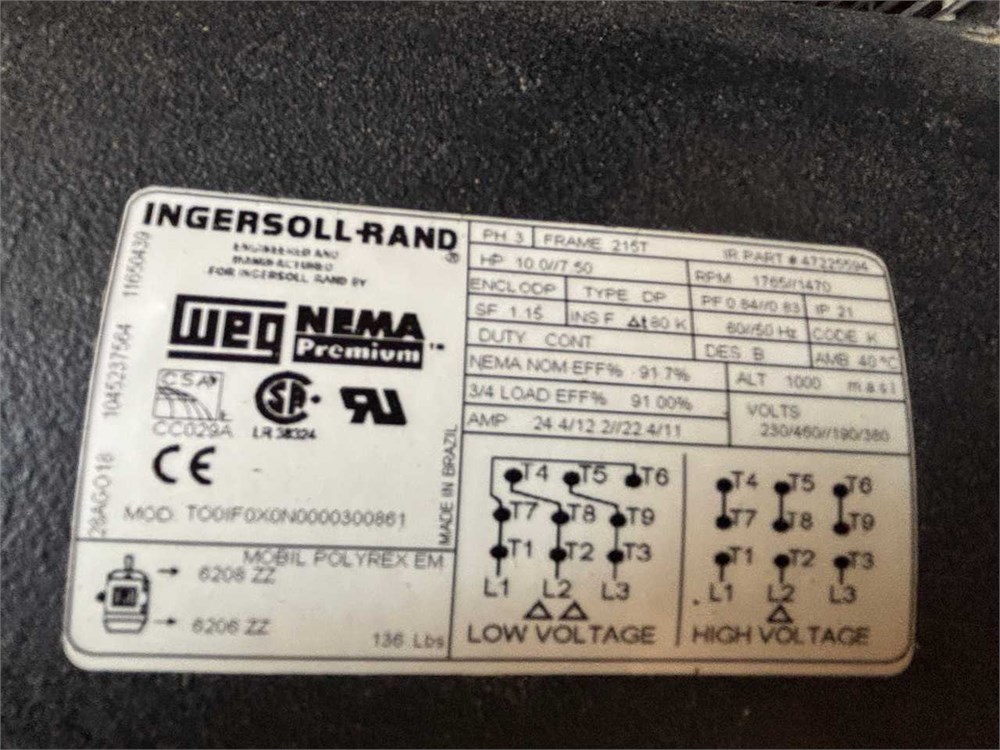 INGERSOLL-RAND®
ENGINEERED AND
MANUFACTURED
FOR INGERSOLL RAND BY
WEG NEMA
Premium™
CSA
CC029A
LR 38324
CE
MOD. TO0IF0X0N0000300861
28AGO18 1045237564 11650439
MADE IN BRAZIL
MOBIL POLYREX EM
6208 ZZ
6206 ZZ
136 Lbs
PH 3 FRAME 215T IR PART # 47225594
HP 10.0//7.50 RPM 1765//1470
ENCL ODP TYPE DP PF 0.84//0.83 IP 21
SF 1.15 INS F Δt 80 K 60//50 Hz CODE K
DUTY CONT DES B AMB 40°C
NEMA NOM EFF% 91.7% ALT 1000 m a s l
3/4 LOAD EFF% 91.00% VOLTS
AMP 24.4/12.2//22.4/11 230/460//190/380
T4 T5 T6 T4 T5 T6
T7 T8 T9 T7 T8 T9
T1 T2 T3 T1 T2 T3
L1 L2 L3 L1 L2 L3
LOW VOLTAGE HIGH VOLTAGE